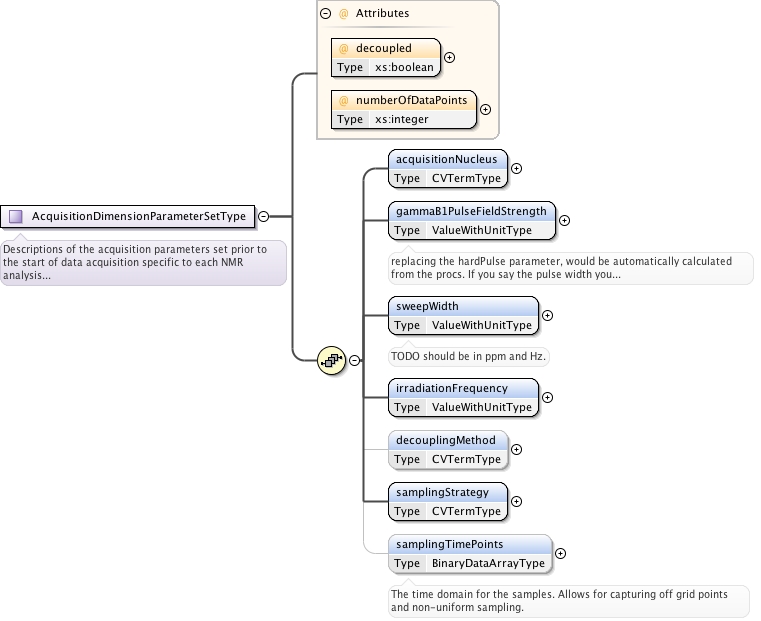 @ Attributes
@ decoupled
Type xs:boolean
@ numberOfDataPoints
Type xs:integer
acquisitionNucleus
Type CVTermType
AcquisitionDimensionParameterSetType
Descriptions of the acquisition parameters set prior to
the start of data acquisition specific to each NMR
analysis...
gammaB1PulseFieldStrength
Type ValueWithUnitType
replacing the hardPulse parameter, would be automatically calculated
from the procs. If you say the pulse width you...
sweepWidth
Type ValueWithUnitType
TODO should be in ppm and Hz.
irradiationFrequency
Type ValueWithUnitType
decouplingMethod
Type CVTermType
samplingStrategy
Type CVTermType
samplingTimePoints
Type BinaryDataArrayType
The time domain for the samples. Allows for capturing off grid points
and non-uniform sampling.